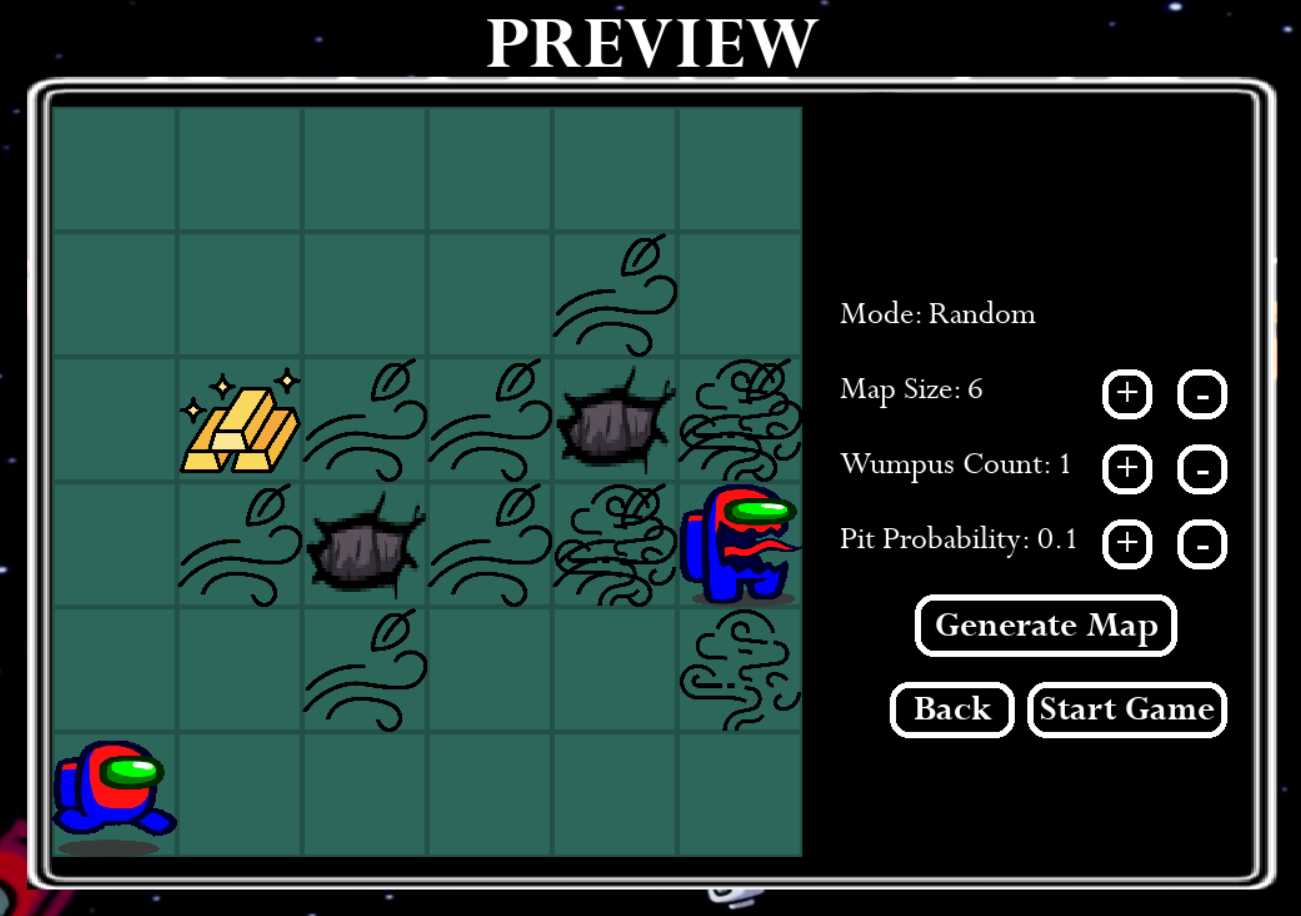 PREVIEW
Mode: Random
Map Size: 6
+ -
Wumpus Count: 1
+ -
Pit Probability: 0.1
+ -
Generate Map
Back
Start Game